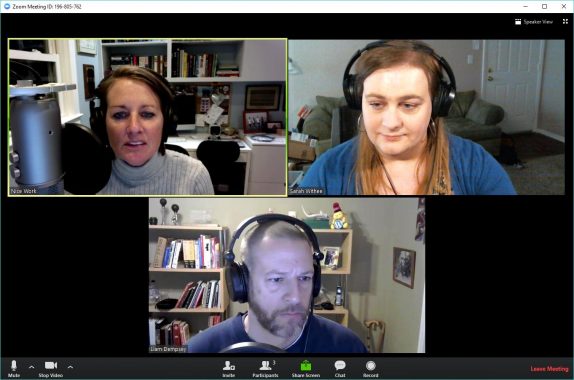 Zoom Meeting ID: 196-805-762
Speaker View
Nice Work
Sarah Withee
Liam Dempsey
Mute
Stop Video
Invite
3
Participants
Share Screen
Chat
Record
Leave Meeting